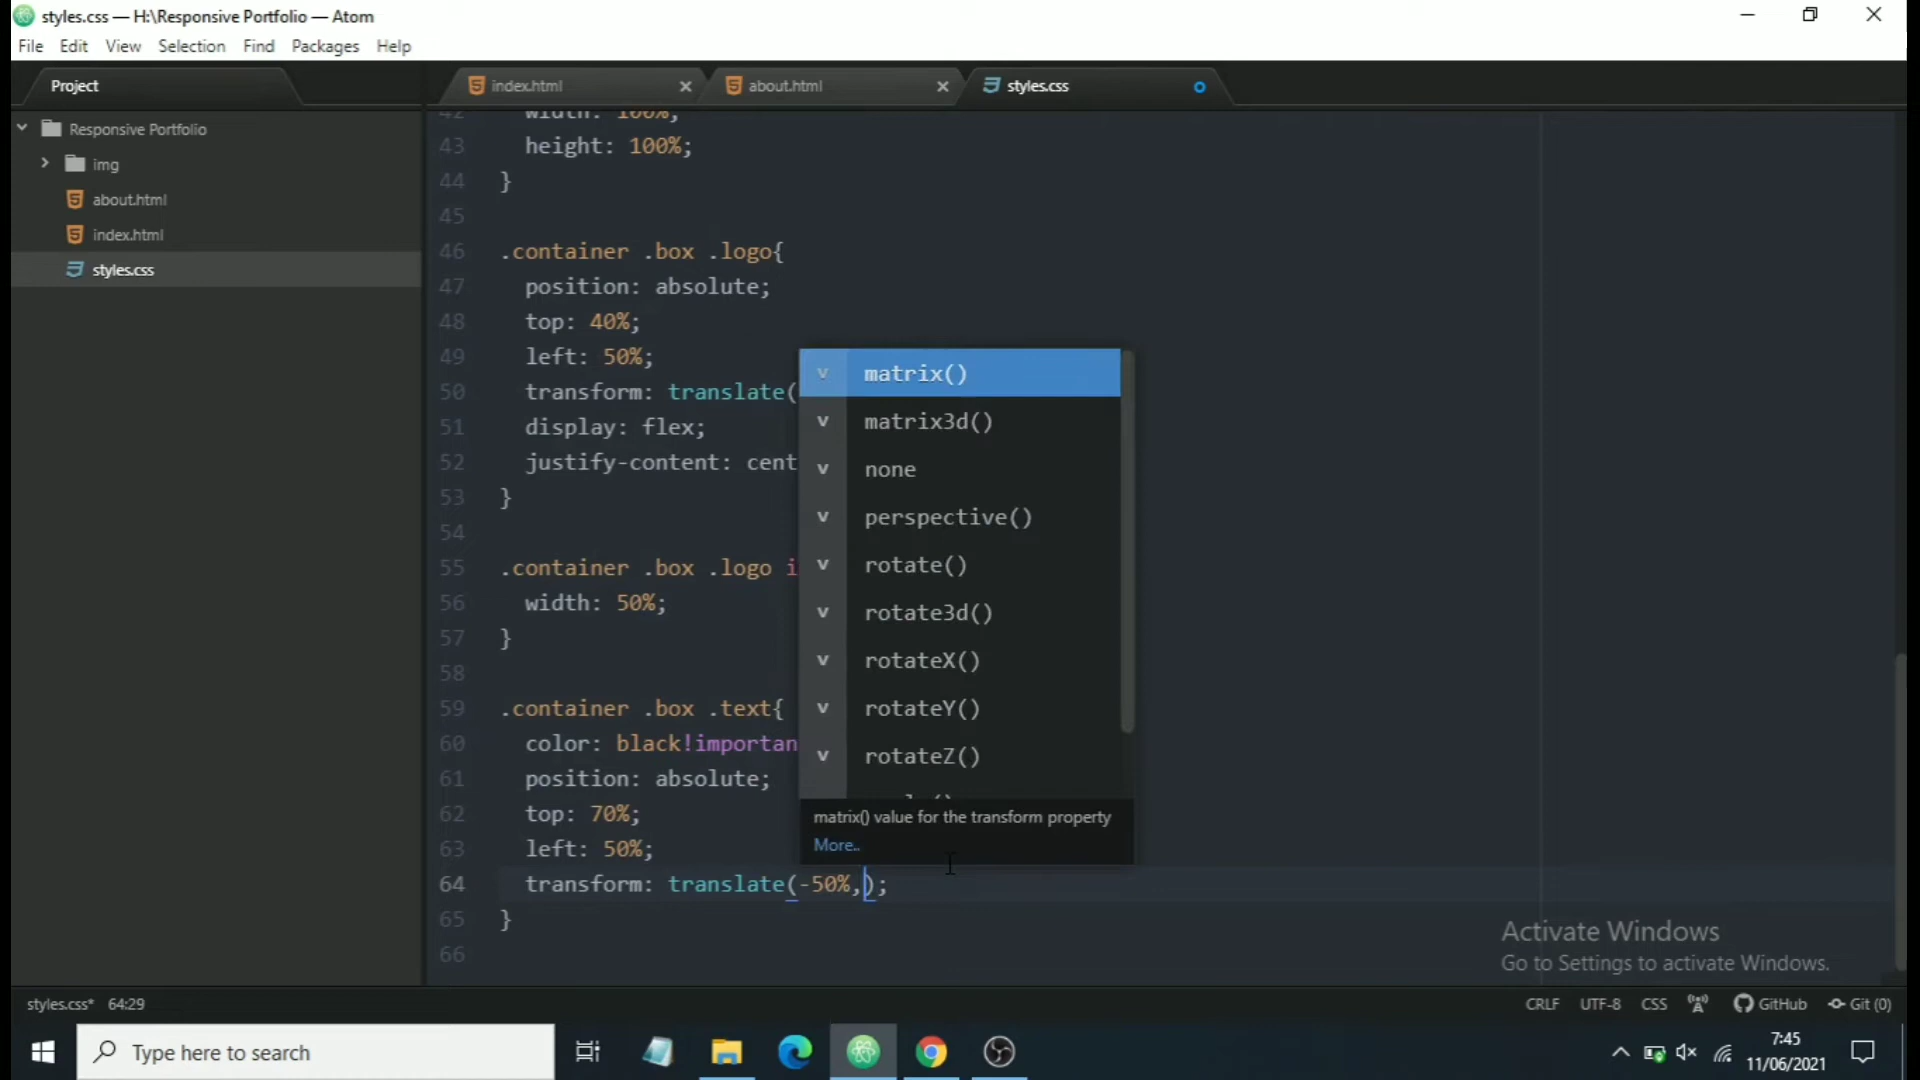 styles.css — H:\Responsive Portfolio — Atom
File Edit View Selection Find Packages Help
Project
index.html
about.html
styles.css
Responsive Portfolio
img
about.html
index.html
styles.css
42 width: 100%;
43 height: 100%;
44 }
45
46 .container .box .logo{
47 position: absolute;
48 top: 40%;
49 left: 50%;
50 transform: translate(
51 display: flex;
52 justify-content: cent
53 }
54
55 .container .box .logo i
56 width: 50%;
57 }
58
59 .container .box .text{
60 color: black!importan
61 position: absolute;
62 top: 70%;
63 left: 50%;
64 transform: translate(-50%,);
65 }
66
v matrix()
v matrix3d()
v none
v perspective()
v rotate()
v rotate3d()
v rotateX()
v rotateY()
v rotateZ()
matrix() value for the transform property
More..
Activate Windows
Go to Settings to activate Windows.
styles.css* 64:29
CRLF UTF-8 CSS GitHub Git (0)
Type here to search
7:45
11/06/2021